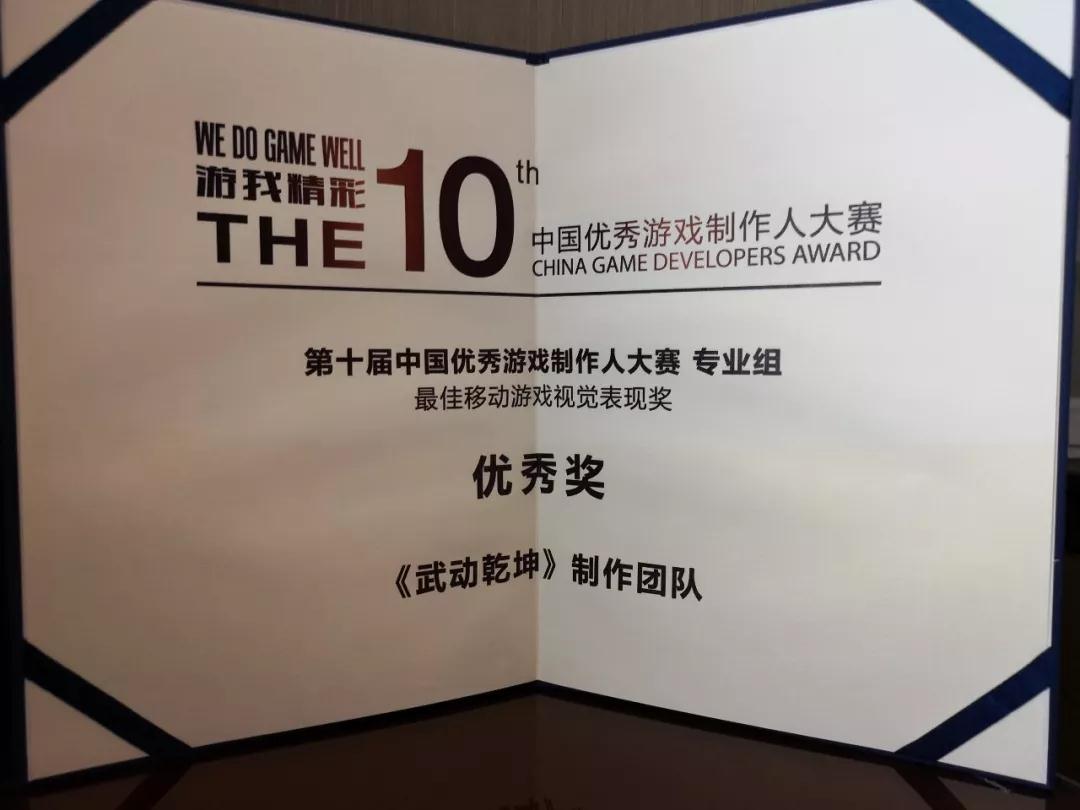 WE DO GAME WELL
游我精彩
THE 10th
中国优秀游戏制作人大赛
CHINA GAME DEVELOPERS AWARD
第十届中国优秀游戏制作人大赛 专业组
最佳移动游戏视觉表现奖
优秀奖
《武动乾坤》制作团队